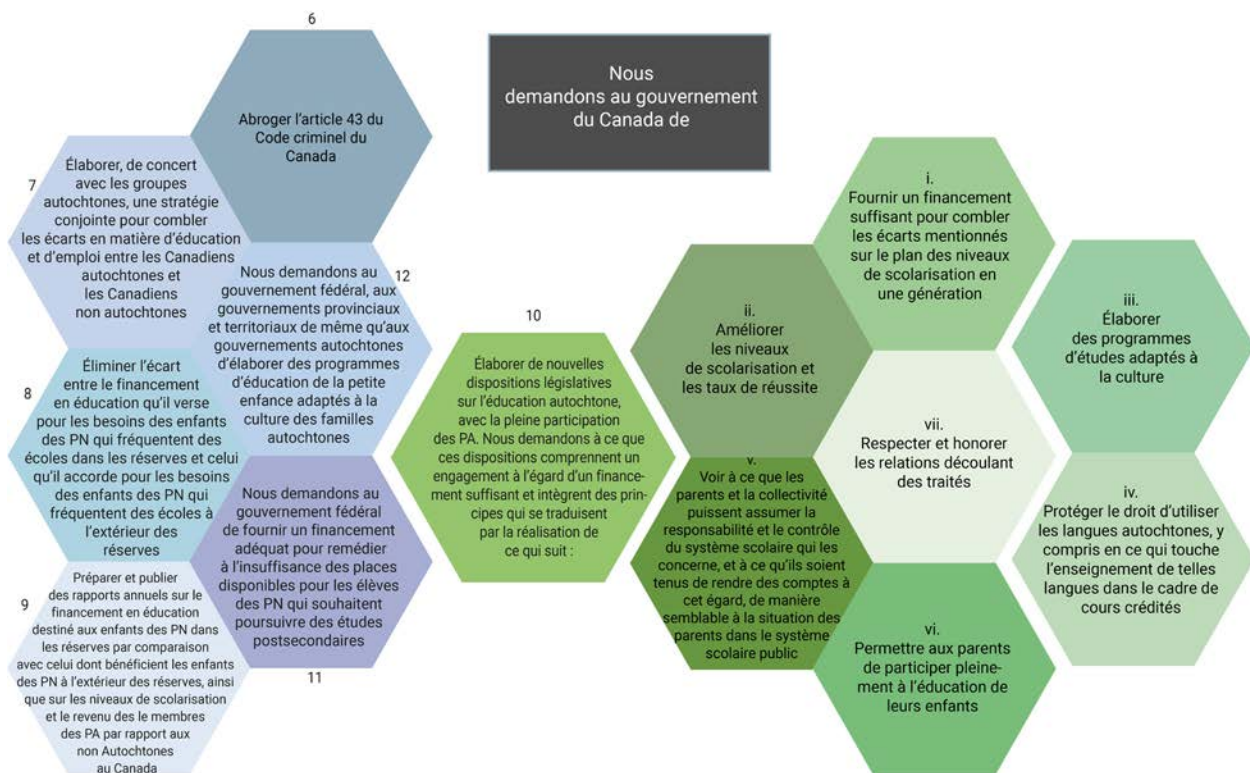 Nous
demandons au gouvernement
du Canada de
6
Abroger l’article 43 du
Code criminel du
Canada
7
Élaborer, de concert
avec les groupes
autochtones, une stratégie
conjointe pour combler
les écarts en matière d’éducation
et d’emploi entre les Canadiens
autochtones et
les Canadiens
non autochtones
8
Éliminer l’écart
entre le financement
en éducation qu’il verse
pour les besoins des enfants
des PN qui fréquentent des
écoles dans les réserves et celui
qu’il accorde pour les besoins
des enfants des PN qui
fréquentent des écoles à
l’extérieur des
réserves
9
Préparer et publier
des rapports annuels sur le
financement en éducation
destiné aux enfants des PN dans
les réserves par comparaison
avec celui dont bénéficient les enfants
des PN à l’extérieur des réserves, ainsi
que sur les niveaux de scolarisation
et le revenu des le membres
des PA par rapport aux
non Autochtones
au Canada
12
Nous demandons au
gouvernement fédéral, aux
gouvernements provinciaux
et territoriaux de même qu’aux
gouvernements autochtones
d’élaborer des programmes
d’éducation de la petite
enfance adaptés à la
culture des familles
autochtones
Nous demandons au
gouvernement fédéral
de fournir un financement
adéquat pour remédier
à l’insuffisance des places
disponibles pour les élèves
des PN qui souhaitent
poursuivre des études
postsecondaires
11
10
Élaborer de nouvelles
dispositions législatives
sur l’éducation autochtone,
avec la pleine participation
des PA. Nous demandons à ce que
ces dispositions comprennent un
engagement à l’égard d’un finance-
ment suffisant et intègrent des prin-
cipes qui se traduisent
par la réalisation de
ce qui suit :
i.
Fournir un financement
suffisant pour combler
les écarts mentionnés
sur le plan des niveaux
de scolarisation en
une génération
ii.
Améliorer
les niveaux
de scolarisation et
les taux de réussite
iii.
Élaborer
des programmes
d’études adaptés à
la culture
vii.
Respecter et honorer
les relations découlant
des traités
iv.
Protéger le droit d’utiliser
les langues autochtones, y
compris en ce qui touche
l’enseignement de telles
langues dans le cadre de
cours crédités
v.
Voir à ce que les
parents et la collectivité
puissent assumer la
responsabilité et le contrôle
du système scolaire qui les
concerne, et à ce qu’ils soient
tenus de rendre des comptes à
cet égard, de manière
semblable à la situation des
parents dans le système
scolaire public
vi.
Permettre aux parents
de participer pleine-
ment à l’éducation de
leurs enfants